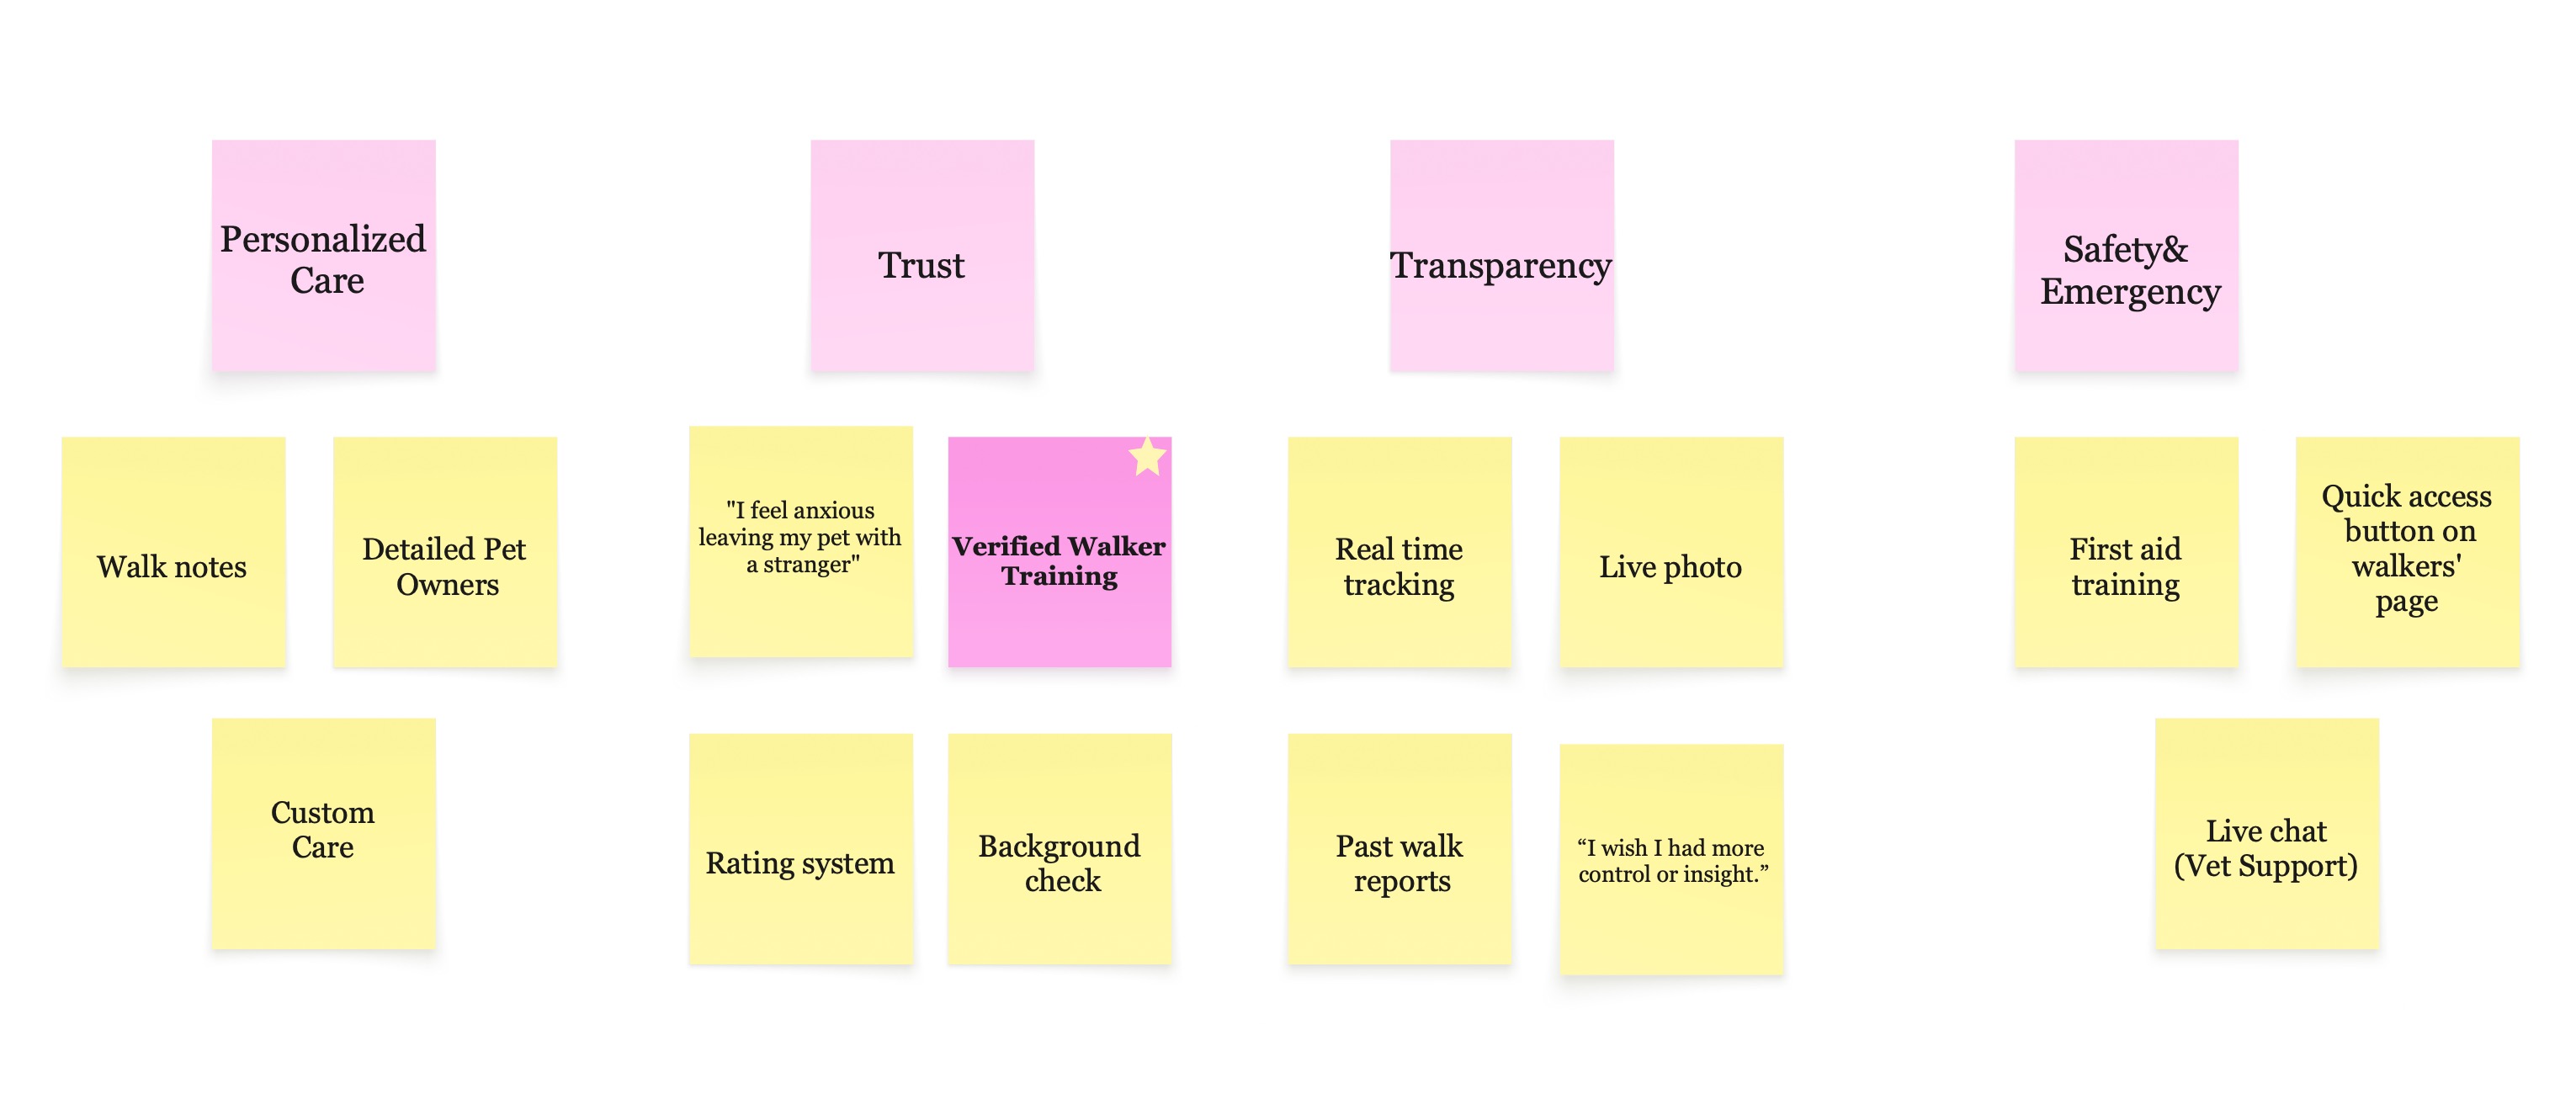 Personalized
Care
Trust
Transparency
Safety&
Emergency
Walk notes
Detailed Pet
Owners
"I feel anxious
leaving my pet with
a stranger"
Verified Walker
Training
Real time
tracking
Live photo
First aid
training
Quick access
button on
walkers'
page
Custom
Care
Rating system
Background
check
Past walk
reports
“I wish I had more
control or insight.”
Live chat
(Vet Support)